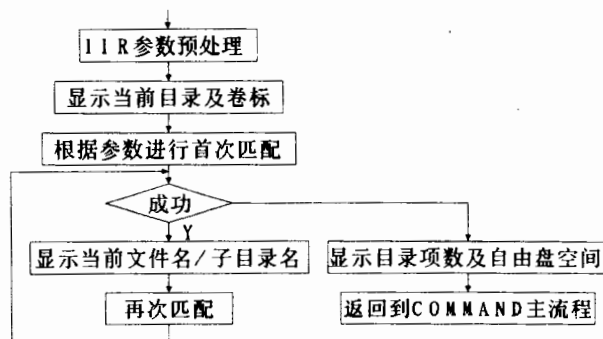 IIR参数预处理
显示当前目录及卷标
根据参数进行首次匹配
成功
Y
显示当前文件名/子目录名
显示目录项数及自由盘空间
再次匹配
返回到COMMAND主流程